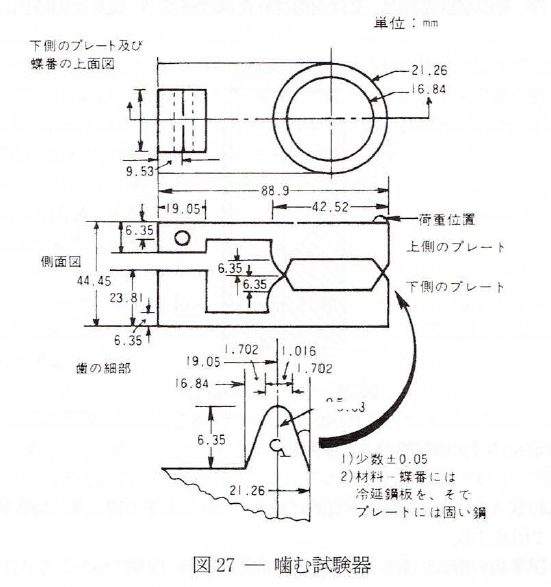 単位：mm
下側のプレート及び
蝶番の上面図
21.26
16.84
9.53
88.9
19.05
42.52
荷重位置
6.35
上側のプレート
側面図
6.35
44.45
6.35
下側のプレート
23.81
6.35
歯の細部
1.702
1.016
19.05
1.702
16.84
6.35
21.26
1)少数±0.05
2)材料－蝶番には
冷延鋼板を、そで
プレートには固い鋼
図27 ― 噛む試験器